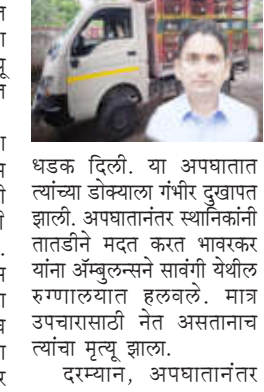 धडक दिली. या अपघातात
त्यांच्या डोक्याला गंभीर दुखापत
झाली. अपघातानंतर स्थानिकांनी
तातडीने मदत करत भावरकर
यांना ॲम्बुलन्सने सावंगी येथील
रुग्णालयात हलवले. मात्र
उपचारासाठी नेत असतानाच
त्यांचा मृत्यू झाला.
दरम्यान, अपघातानंतर